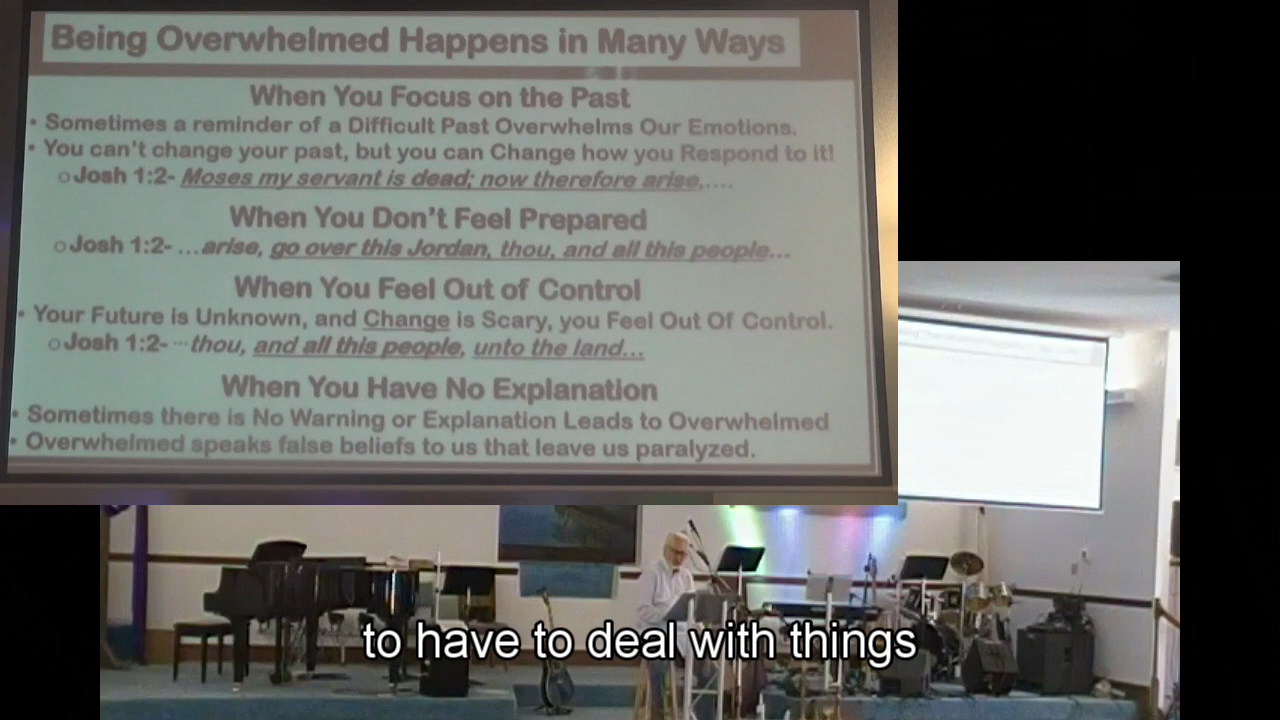 Being Overwhelmed Happens in Many Ways
When You Focus on the Past
• Sometimes a reminder of a Difficult Past Overwhelms Our Emotions.
• You can't change your past, but you can Change how you Respond to it!
○ Josh 1:2- Moses my servant is dead; now therefore arise,....
When You Don't Feel Prepared
○ Josh 1:2- ...arise, go over this Jordan, thou, and all this people...
When You Feel Out of Control
• Your Future is Unknown, and Change is Scary, you Feel Out Of Control.
○ Josh 1:2- ...thou, and all this people, unto the land...
When You Have No Explanation
• Sometimes there is No Warning or Explanation Leads to Overwhelmed
• Overwhelmed speaks false beliefs to us that leave us paralyzed.
to have to deal with things